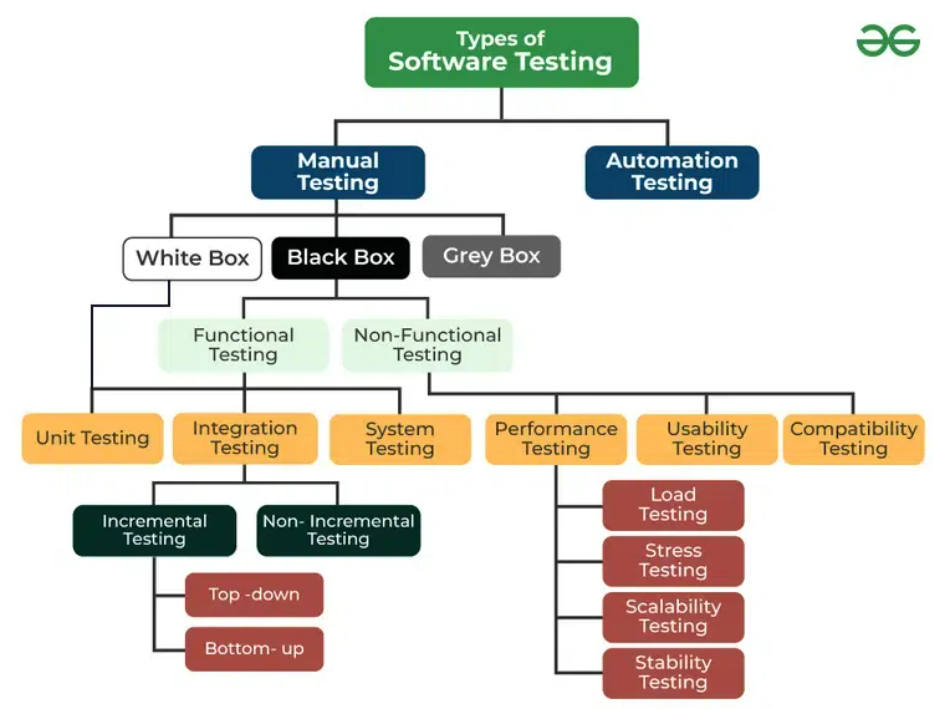 Types of
Software Testing
Manual
Testing
Automation
Testing
White Box
Black Box
Grey Box
Functional
Testing
Non-Functional
Testing
Unit Testing
Integration
Testing
System
Testing
Performance
Testing
Usability
Testing
Compatibility
Testing
Incremental
Testing
Non- Incremental
Testing
Top -down
Bottom- up
Load
Testing
Stress
Testing
Scalability
Testing
Stability
Testing